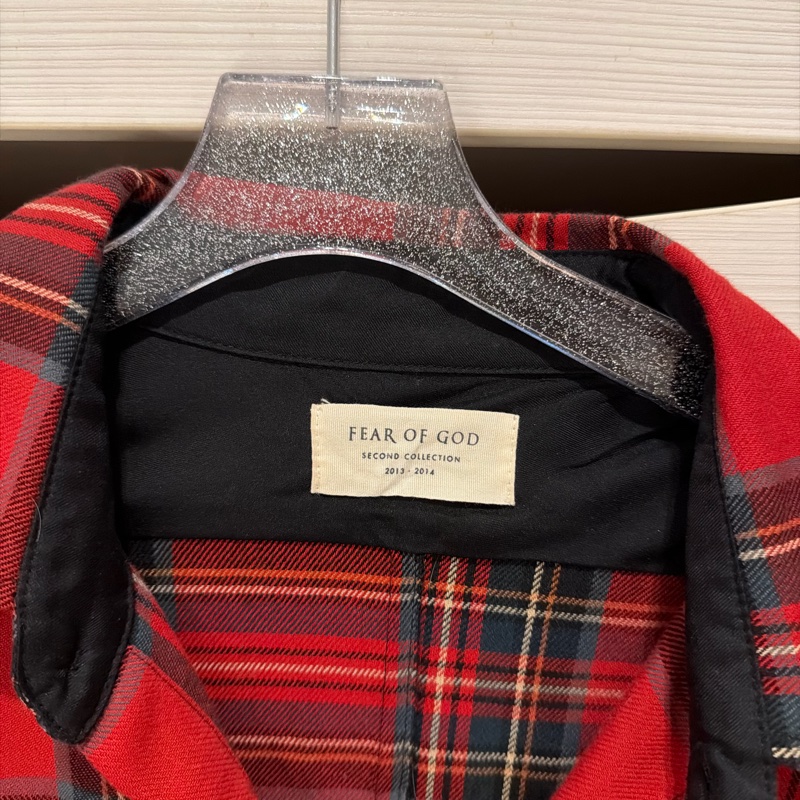 FEAR OF GOD
SECOND COLLECTION
2013 - 2014